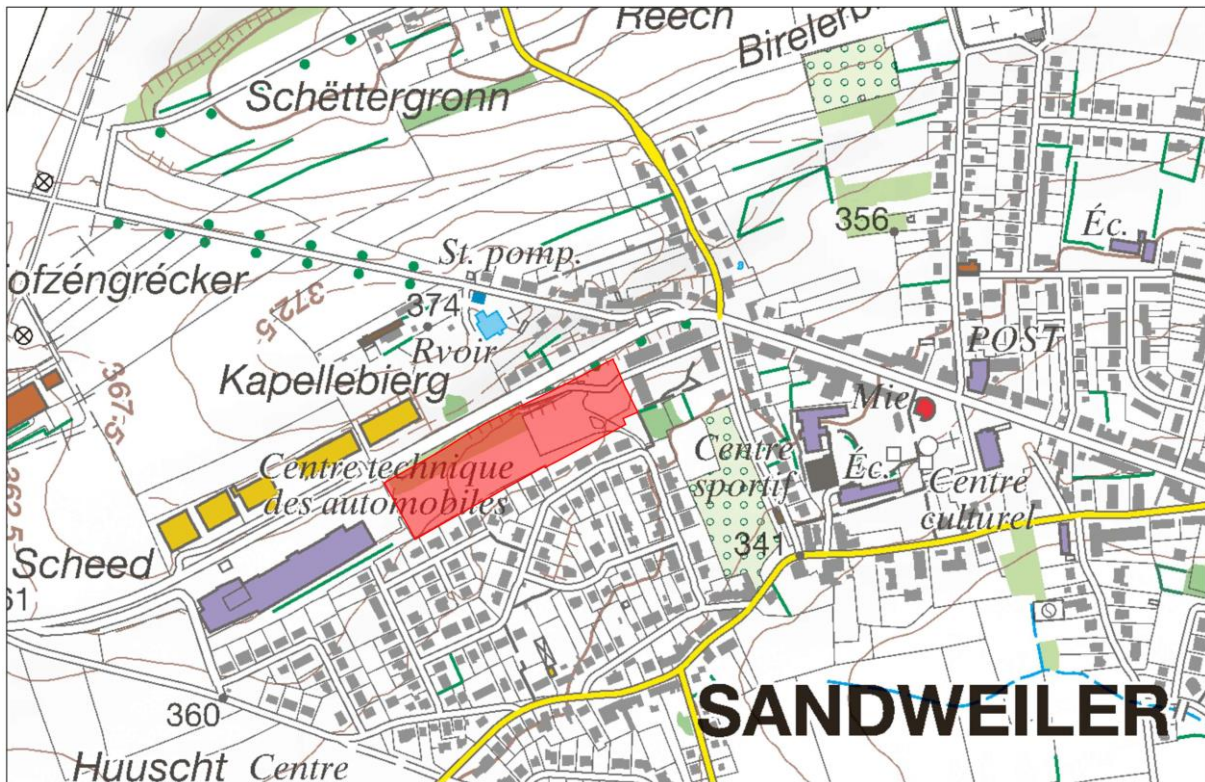 Reech
Birelerb
Schëttergronn
356
Éc.
St. pomp.
ofzéngrécker
372.5
374
Rvoir
POST
Kapellebierg
367.5
Mie
Centre technique
des automobiles
Centre
sportif
Éc.
Centre
culturel
362.5
341
Scheed
61
SANDWEILER
360
Huuscht
Centre